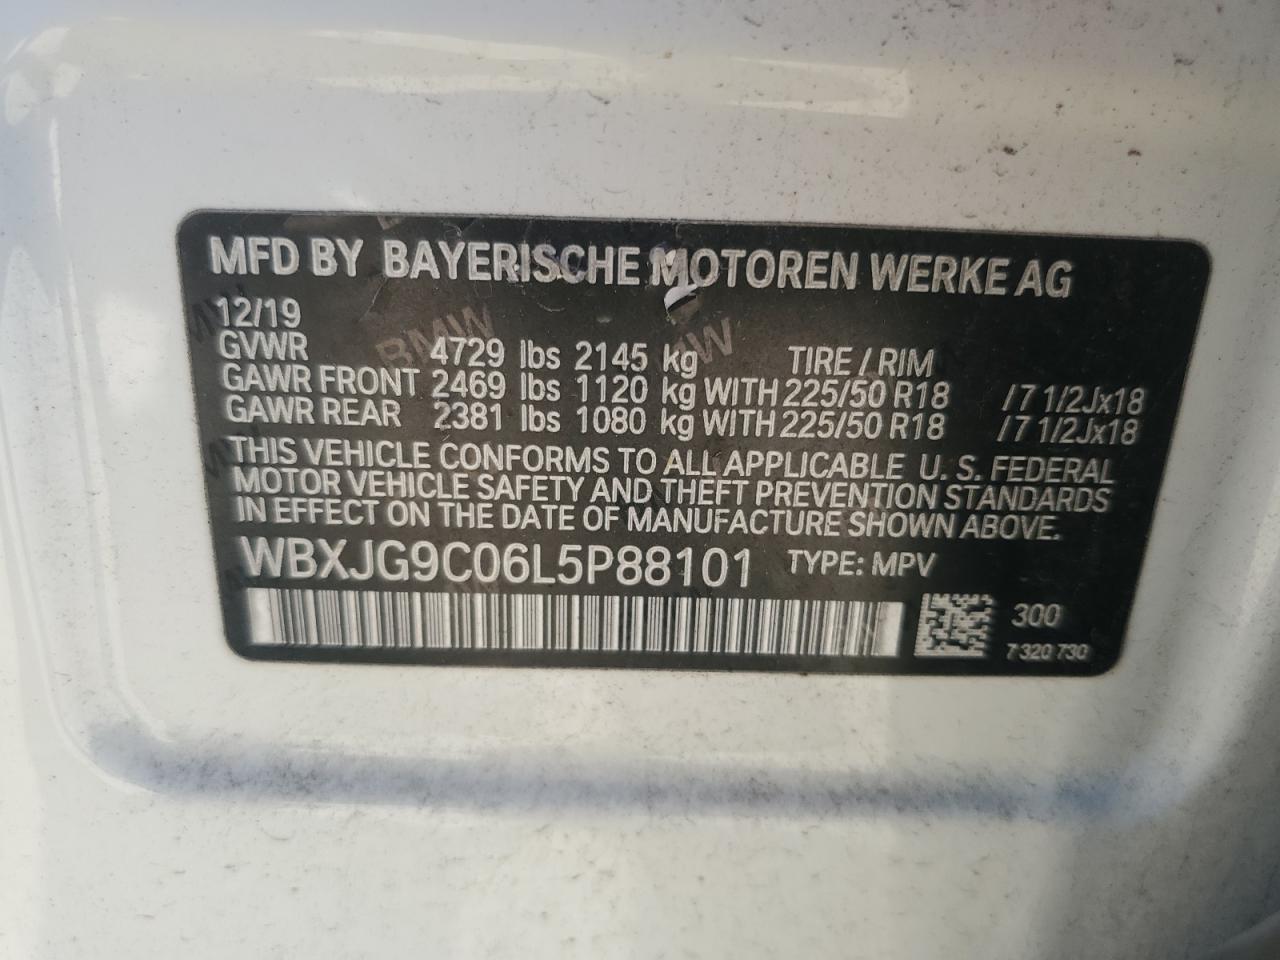 MFD BY BAYERISCHE MOTOREN WERKE AG
12/19
GVWR 4729 lbs 2145 kg TIRE / RIM
GAWR FRONT 2469 lbs 1120 kg WITH 225/50 R18 /7 1/2Jx18
GAWR REAR 2381 lbs 1080 kg WITH 225/50 R18 /7 1/2Jx18
THIS VEHICLE CONFORMS TO ALL APPLICABLE U. S. FEDERAL
MOTOR VEHICLE SAFETY AND THEFT PREVENTION STANDARDS
IN EFFECT ON THE DATE OF MANUFACTURE SHOWN ABOVE.
WBXJG9C06L5P88101 TYPE: MPV
300
7 320 730